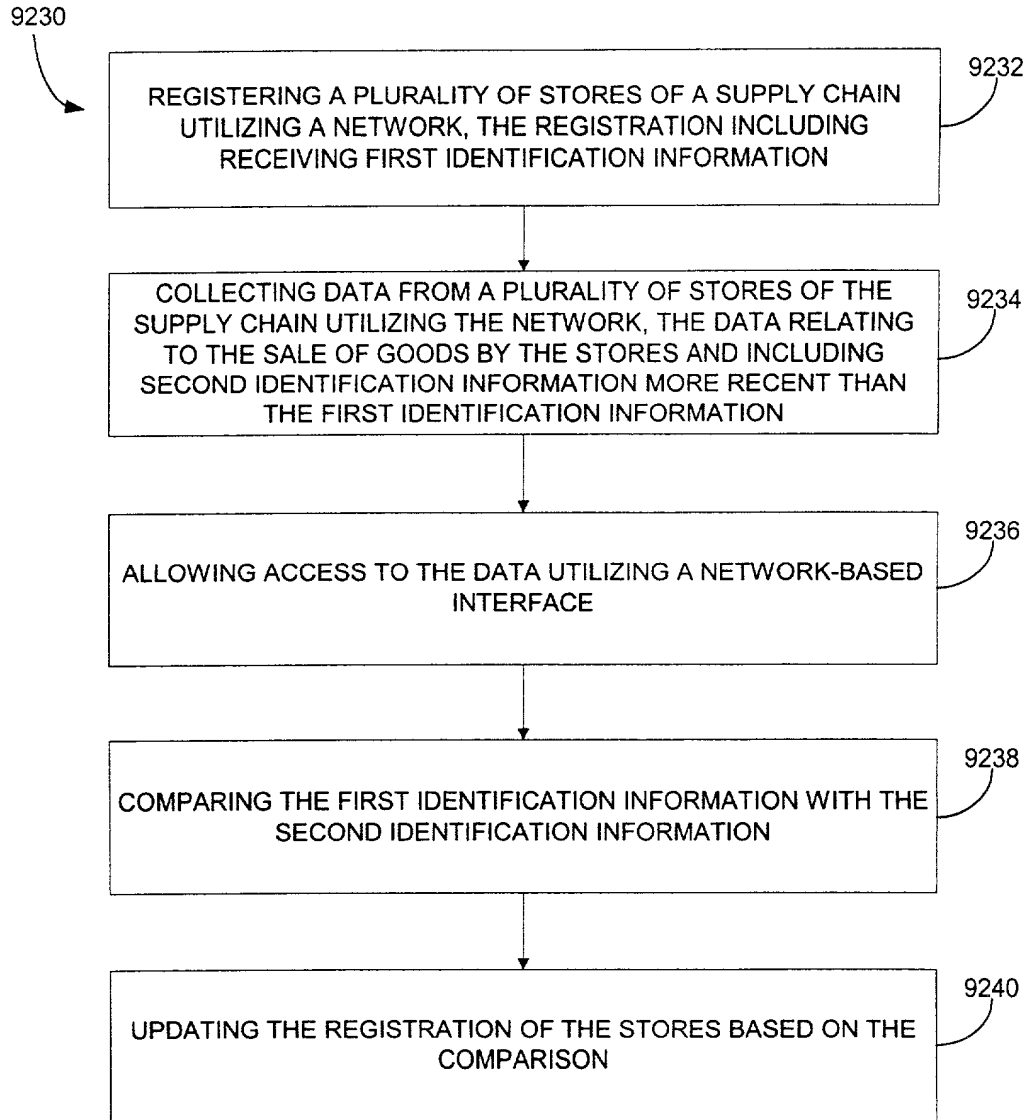 9230
REGISTERING A PLURALITY OF STORES OF A SUPPLY CHAIN
UTILIZING A NETWORK, THE REGISTRATION INCLUDING
RECEIVING FIRST IDENTIFICATION INFORMATION
9232
COLLECTING DATA FROM A PLURALITY OF STORES OF THE
SUPPLY CHAIN UTILIZING THE NETWORK, THE DATA RELATING
TO THE SALE OF GOODS BY THE STORES AND INCLUDING
SECOND IDENTIFICATION INFORMATION MORE RECENT THAN
THE FIRST IDENTIFICATION INFORMATION
9234
ALLOWING ACCESS TO THE DATA UTILIZING A NETWORK-BASED
INTERFACE
9236
COMPARING THE FIRST IDENTIFICATION INFORMATION WITH THE
SECOND IDENTIFICATION INFORMATION
9238
UPDATING THE REGISTRATION OF THE STORES BASED ON THE
COMPARISON
9240